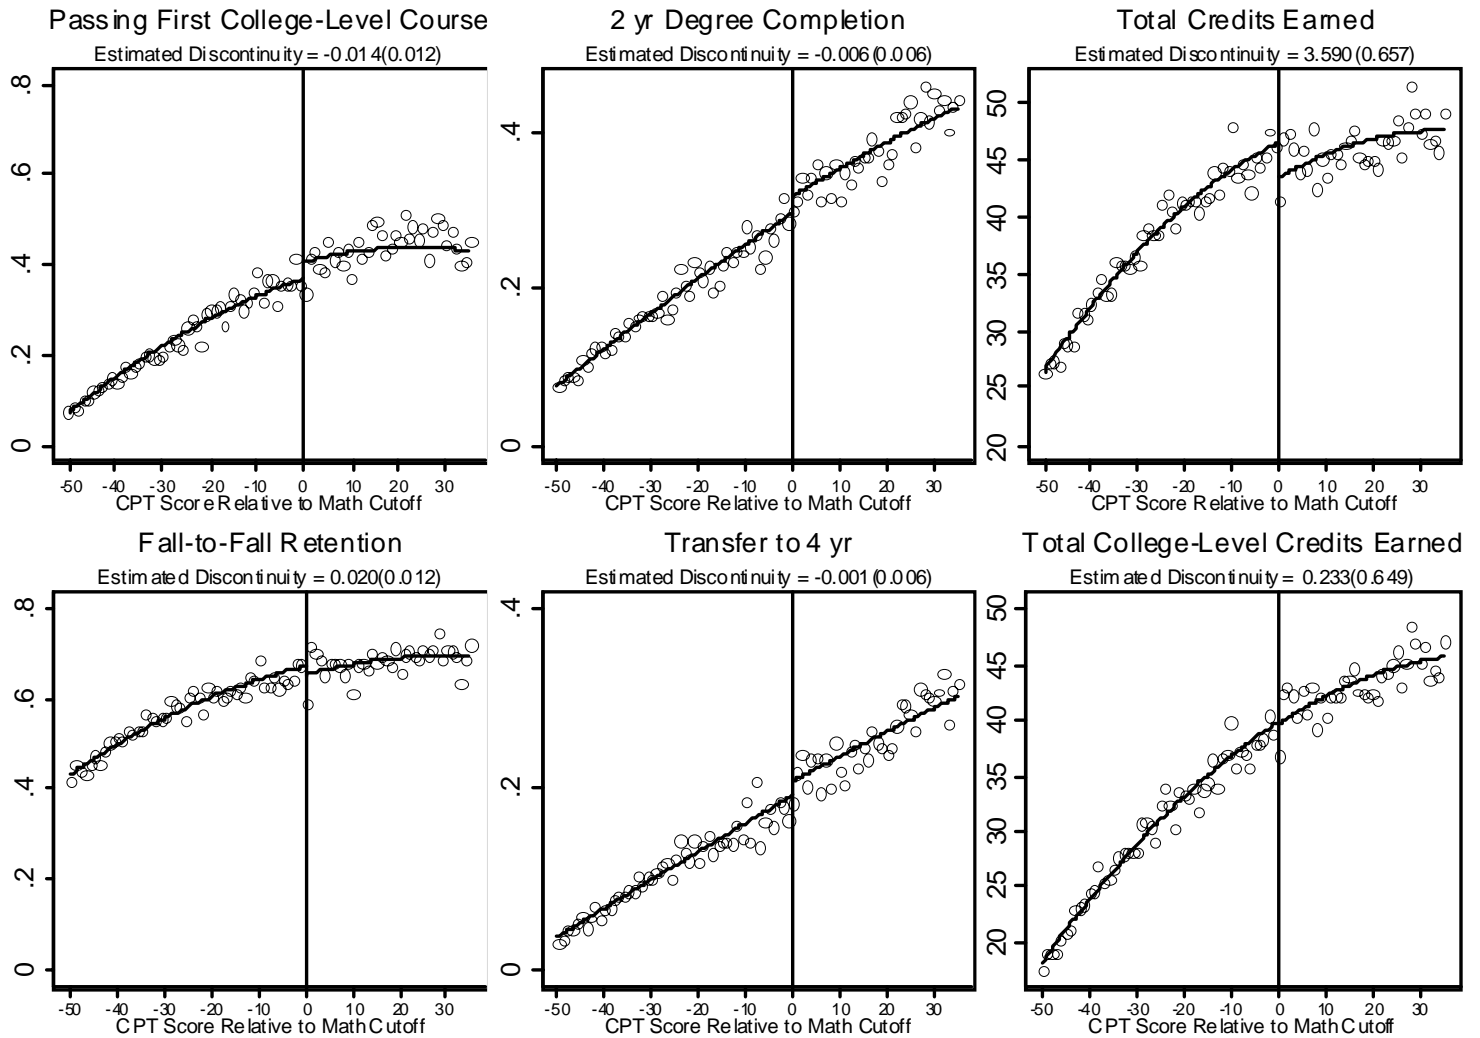 Passing First College-Level Course
Estimated Discontinuity = -0.014(0.012)
.8
.6
.4
.2
0
-50 -40 -30 -20 -10 0 10 20 30
CPT Score Relative to Math Cutoff
2 yr Degree Completion
Estimated Discontinuity = -0.006(0.006)
.4
.2
0
-50 -40 -30 -20 -10 0 10 20 30
CPT Score Relative to Math Cutoff
Total Credits Earned
Estimated Discontinuity = 3.590(0.657)
50
45
40
35
30
25
20
-50 -40 -30 -20 -10 0 10 20 30
CPT Score Relative to Math Cutoff
Fall-to-Fall Retention
Estimated Discontinuity = 0.020(0.012)
.8
.6
.4
.2
0
-50 -40 -30 -20 -10 0 10 20 30
CPT Score Relative to Math Cutoff
Transfer to 4 yr
Estimated Discontinuity = -0.001(0.006)
.4
.2
0
-50 -40 -30 -20 -10 0 10 20 30
CPT Score Relative to Math Cutoff
Total College-Level Credits Earned
Estimated Discontinuity = 0.233(0.649)
50
45
40
35
30
25
20
-50 -40 -30 -20 -10 0 10 20 30
CPT Score Relative to Math Cutoff